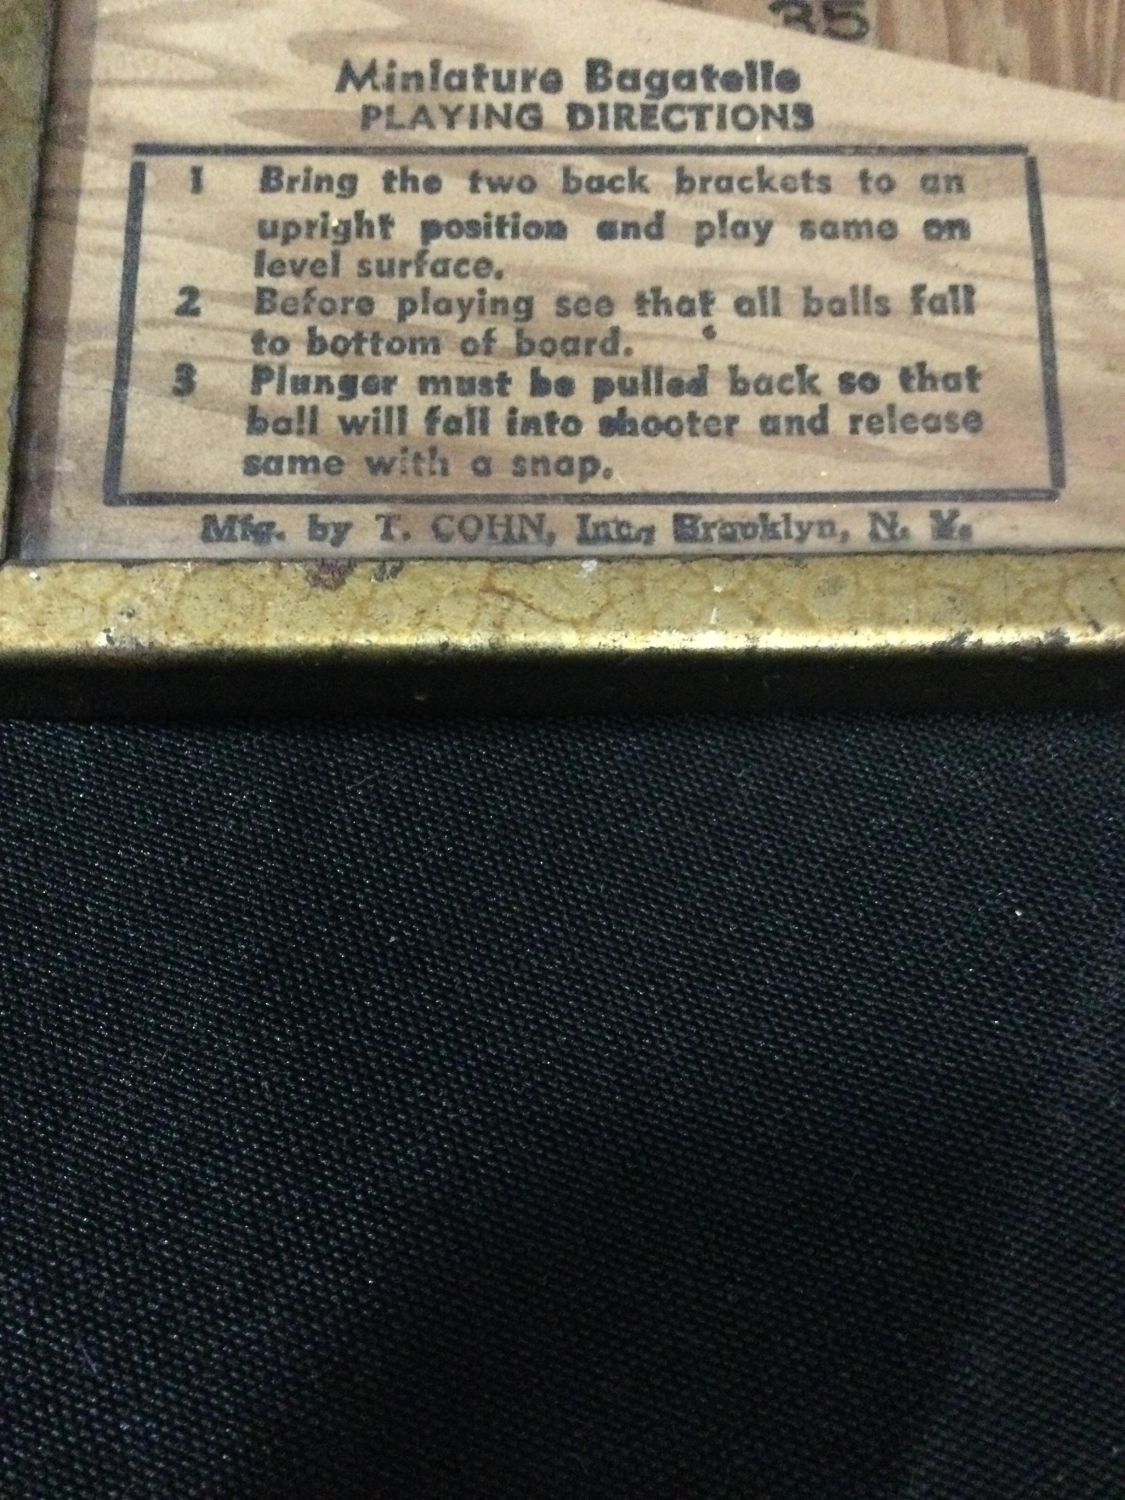 35
Miniature Bagatelle
PLAYING DIRECTIONS
1 Bring the two back brackets to an
upright position and play same on
level surface.
2 Before playing see that all balls fall
to bottom of board.
3 Plunger must be pulled back so that
ball will fall into shooter and release
same with a snap.
Mfg. by T. COHN, Inc., Brooklyn, N. Y.